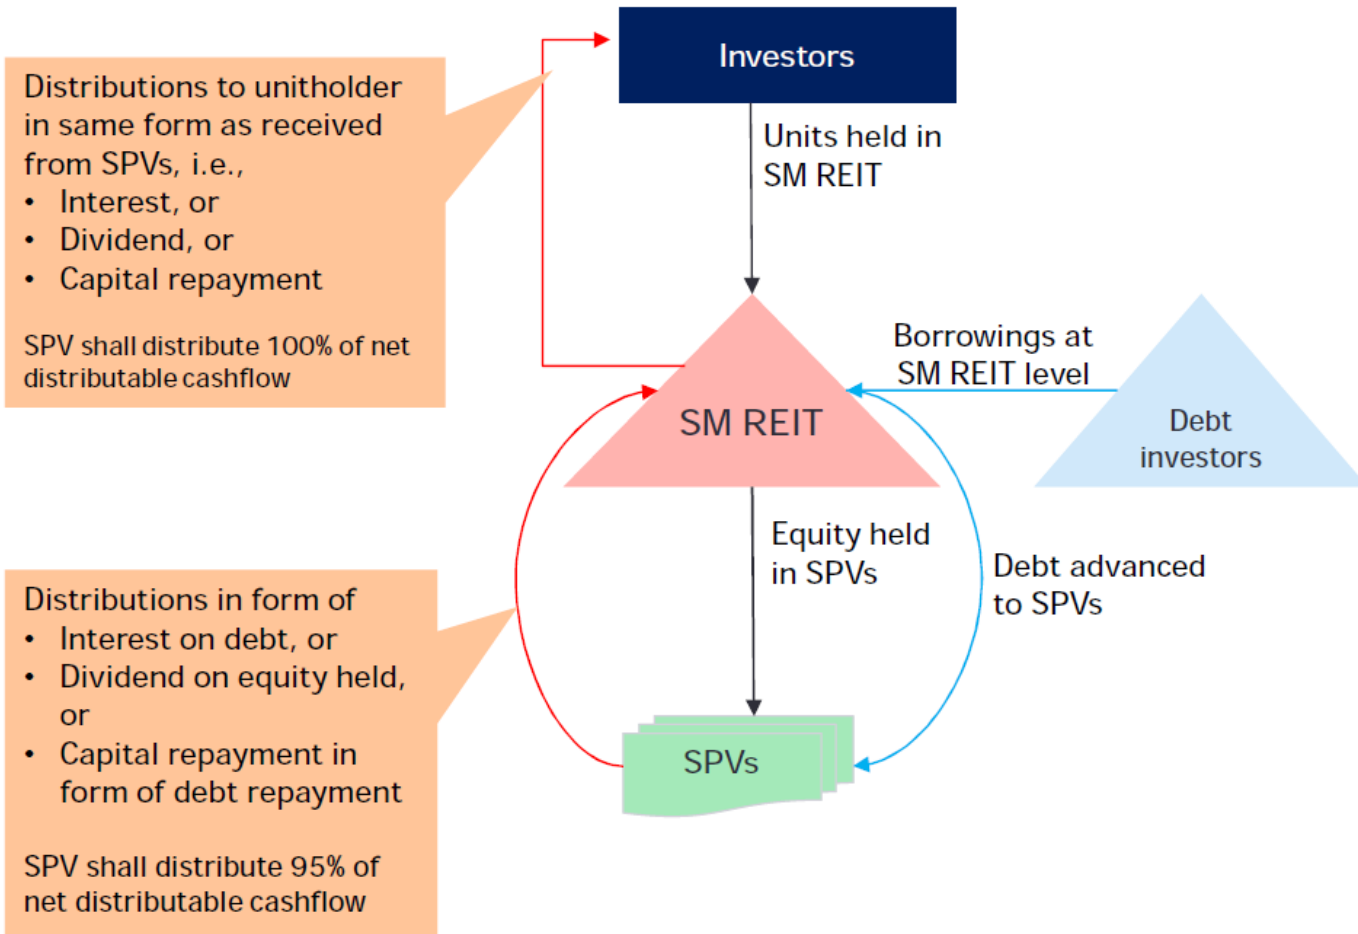 Investors
Distributions to unitholder
in same form as received
from SPVs, i.e.,
• Interest, or
• Dividend, or
• Capital repayment
SPV shall distribute 100% of net
distributable cashflow
Units held in
SM REIT
Borrowings at
SM REIT level
SM REIT
Debt
investors
Equity held
in SPVs
Debt advanced
to SPVs
Distributions in form of
• Interest on debt, or
• Dividend on equity held,
or
• Capital repayment in
form of debt repayment
SPV shall distribute 95% of
net distributable cashflow
SPVs